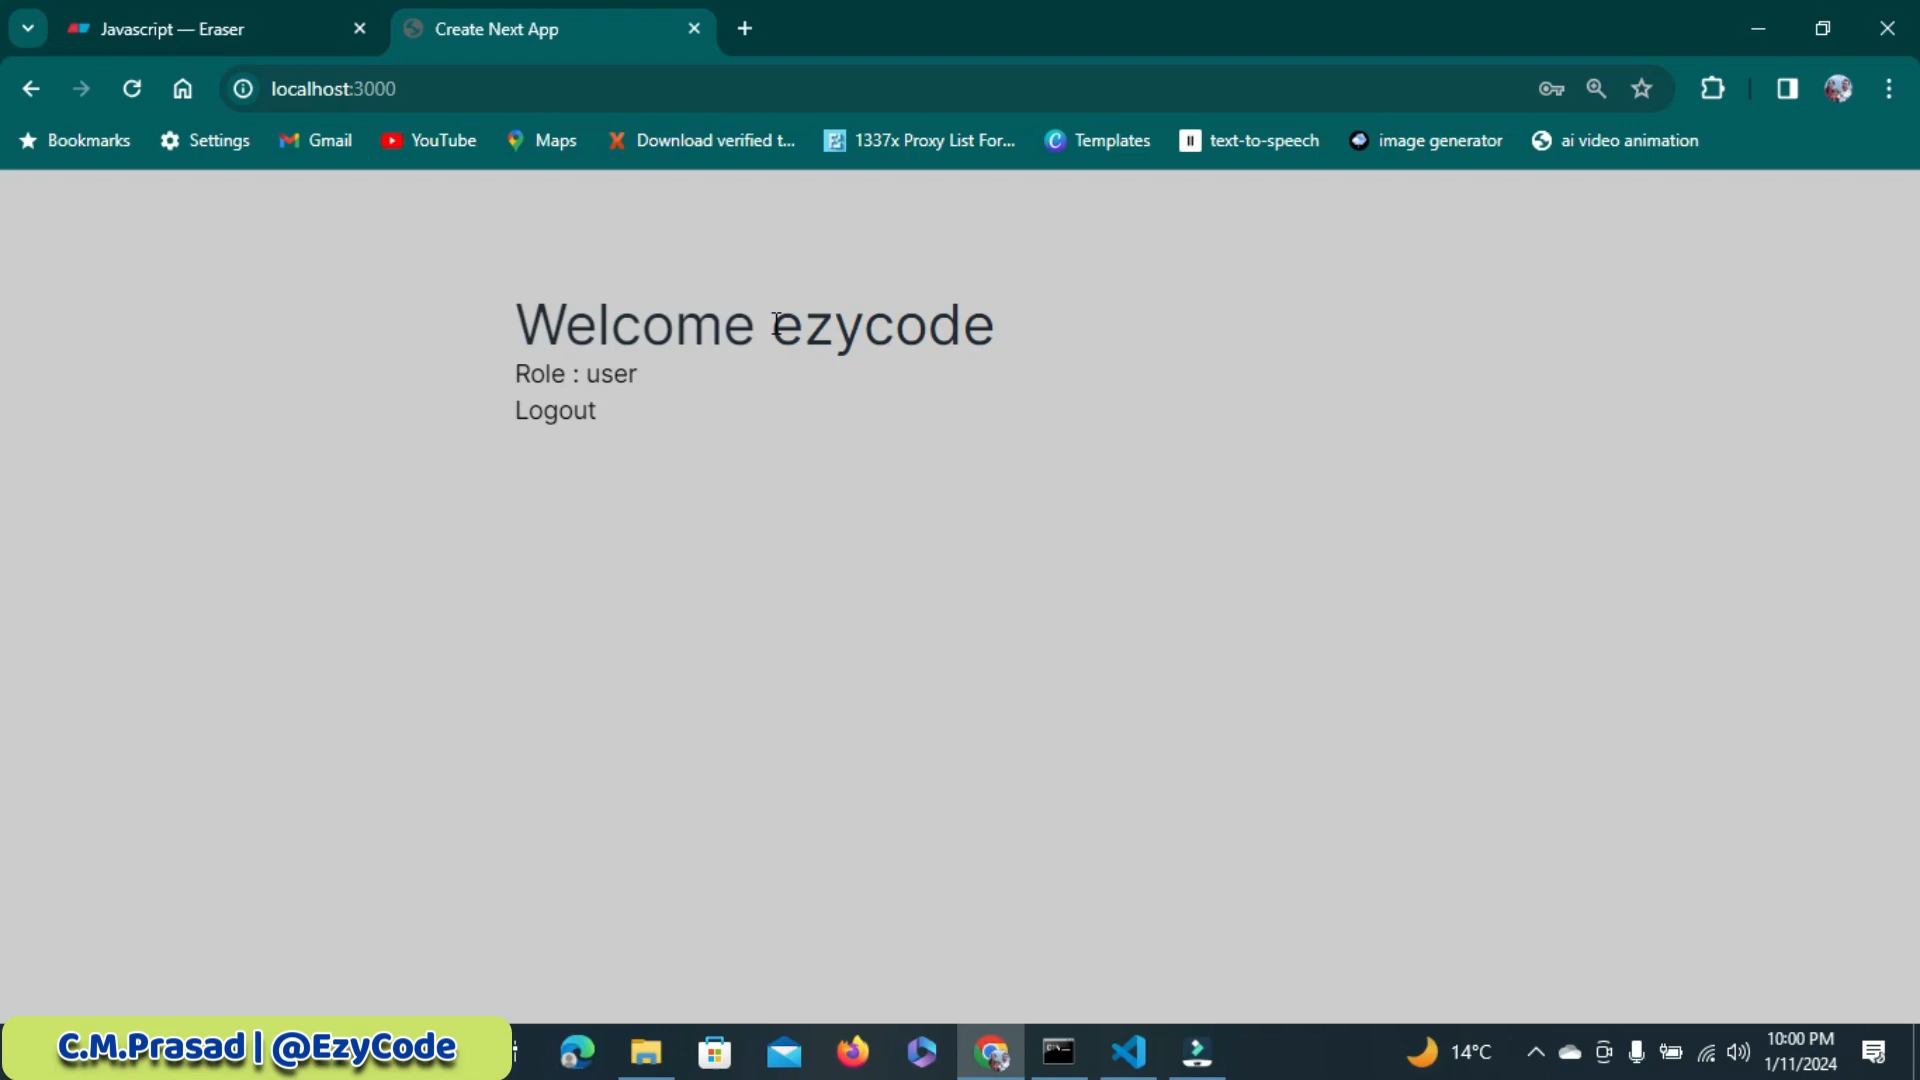 Javascript — Eraser
Create Next App
localhost:3000
Bookmarks
Settings
Gmail
YouTube
Maps
Download verified t...
1337x Proxy List For...
Templates
text-to-speech
image generator
ai video animation
Welcome ezycode
Role : user
Logout
C.M.Prasad | @EzyCode
14°C
10:00 PM
1/11/2024